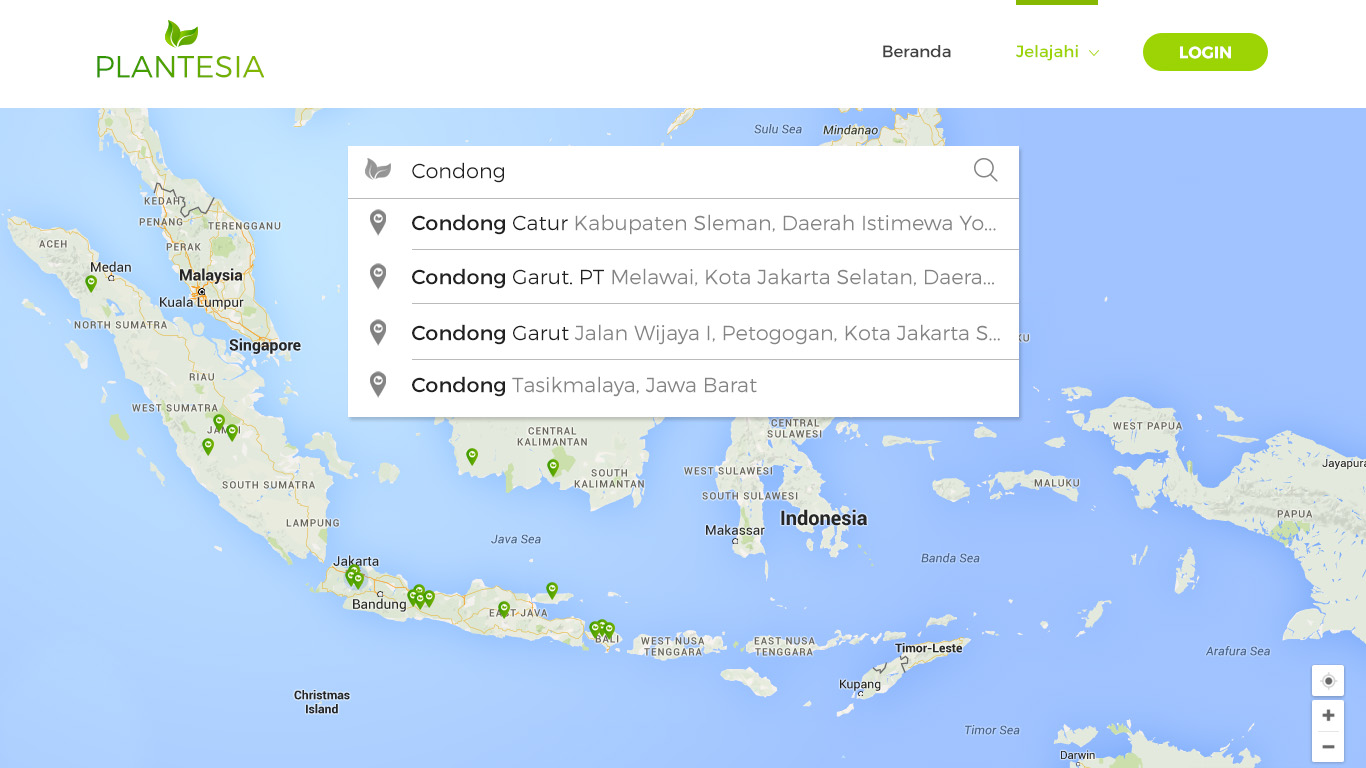 PLANTESIA
Beranda
Jelajahi
LOGIN
Condong
Condong Catur Kabupaten Sleman, Daerah Istimewa Yo...
Condong Garut. PT Melawai, Kota Jakarta Selatan, Daera...
Condong Garut Jalan Wijaya I, Petogogan, Kota Jakarta S...
Condong Tasikmalaya, Jawa Barat
Sulu Sea
Mindanao
KEDAH
PENANG
TERENGGANU
PERAK
ACEH
Medan
Malaysia
Kuala Lumpur
NORTH SUMATRA
Singapore
RIAU
WEST SUMATRA
SOUTH SUMATRA
LAMPUNG
CENTRAL
KALIMANTAN
SOUTH
KALIMANTAN
CENTRAL
SULAWESI
WEST SULAWESI
SOUTH SULAWESI
Makassar
Indonesia
WEST PAPUA
MALUKU
Jayapura
PAPUA
Java Sea
Banda Sea
Jakarta
Bandung
EAST JAVA
BALI
WEST NUSA
TENGGARA
EAST NUSA
TENGGARA
Timor-Leste
Kupang
Arafura Sea
Christmas
Island
Timor Sea
Darwin
+
−